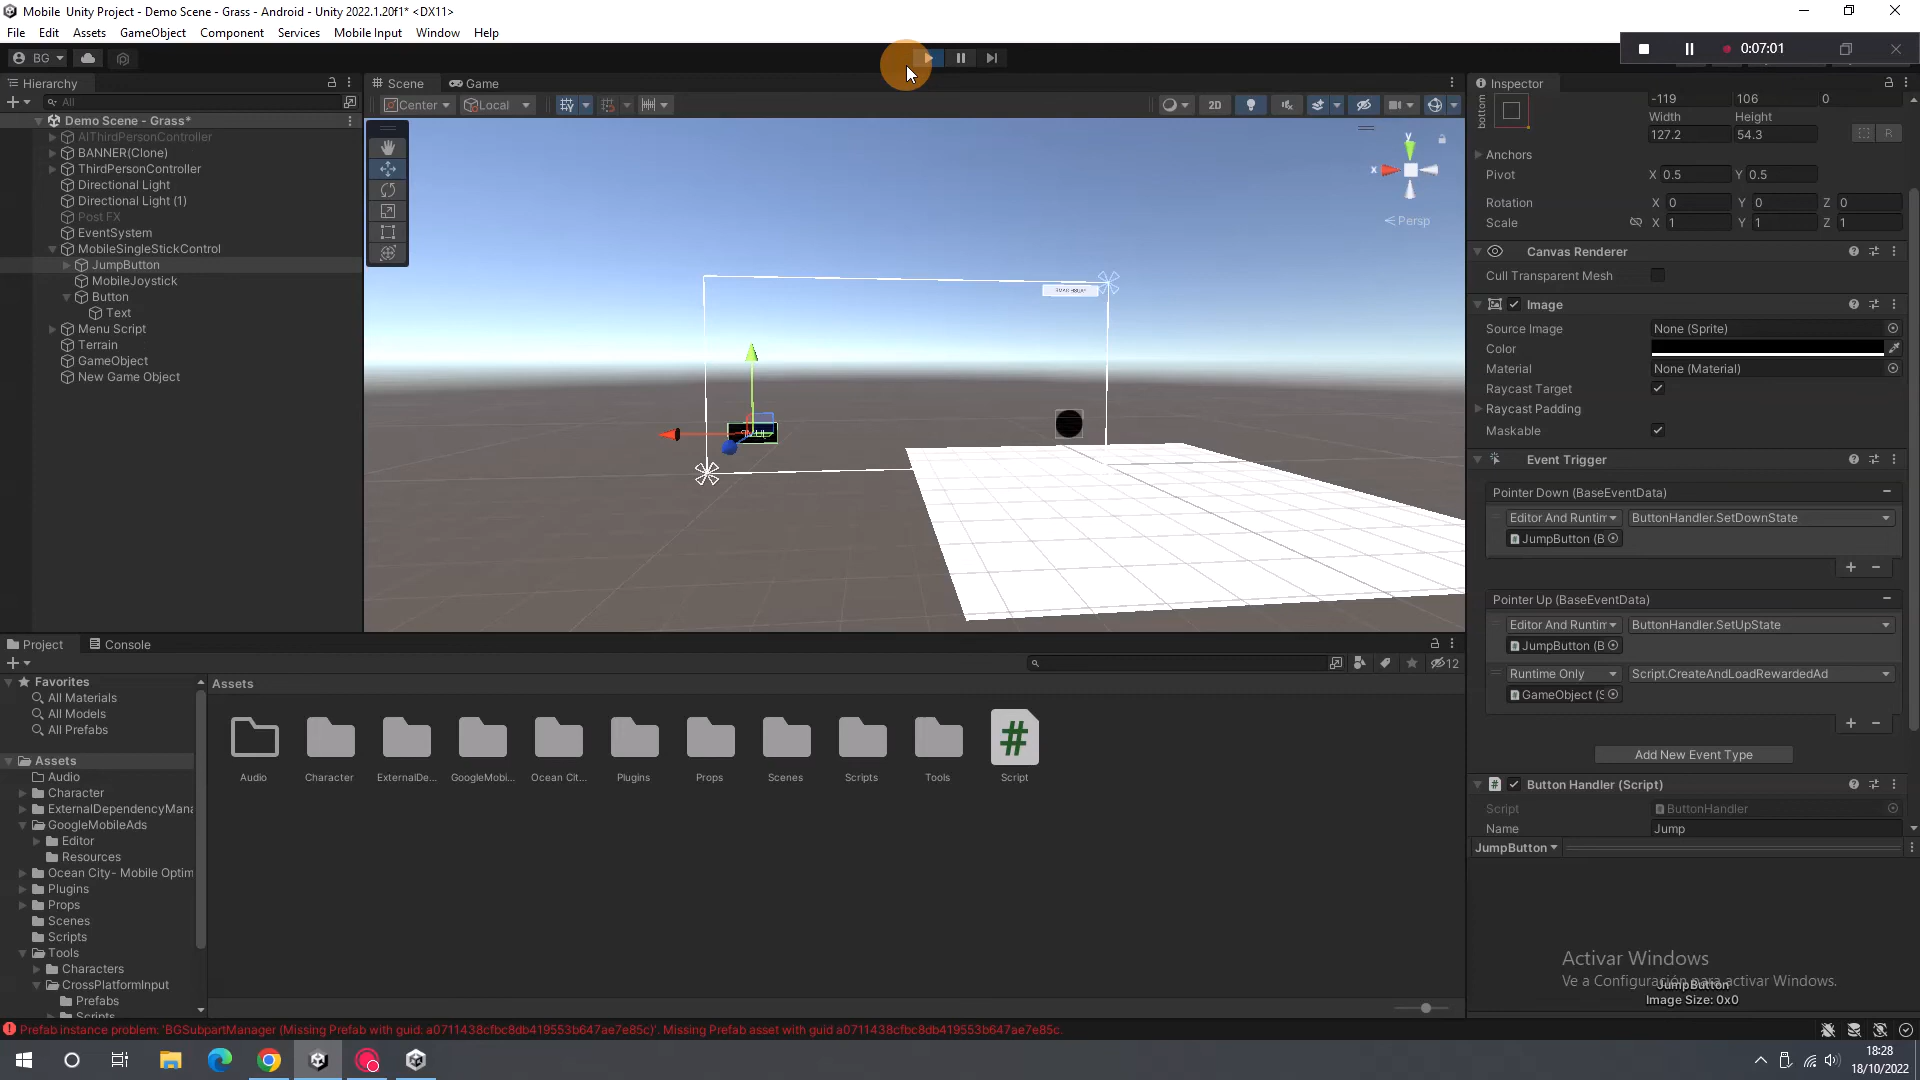 Mobile  Unity Project - Demo Scene - Grass - Android - Unity 2022.1.20f1* <DX11>
File Edit Assets GameObject Component Services Mobile Input Window Help
BG
0:07:01
Hierarchy
Scene
Game
Inspector
All
Center
Local
2D
Demo Scene - Grass*
AIThirdPersonController
BANNER(Clone)
ThirdPersonController
Directional Light
Directional Light (1)
Post FX
EventSystem
MobileSingleStickControl
JumpButton
MobileJoystick
Button
Text
Menu Script
Terrain
GameObject
New Game Object
y
x
Persp
bottom
-119 106 0
Width Height
127.2 54.3
R
Anchors
Pivot X 0.5 Y 0.5
Rotation X 0 Y 0 Z 0
Scale X 1 Y 1 Z 1
Canvas Renderer
Cull Transparent Mesh
Image
Source Image None (Sprite)
Color
Material None (Material)
Raycast Target
Raycast Padding
Maskable
Event Trigger
Pointer Down (BaseEventData)
Editor And Runtim ButtonHandler.SetDownState
JumpButton (B
Pointer Up (BaseEventData)
Editor And Runtim ButtonHandler.SetUpState
JumpButton (B
Runtime Only Script.CreateAndLoadRewardedAd
GameObject (S
Add New Event Type
Button Handler (Script)
Script ButtonHandler
Name Jump
JumpButton
Project
Console
12
Favorites
All Materials
All Models
All Prefabs
Assets
Audio
Character
ExternalDependencyMana
GoogleMobileAds
Editor
Resources
Ocean City- Mobile Optim
Plugins
Props
Scenes
Scripts
Tools
Characters
CrossPlatformInput
Prefabs
Scripts
Assets
Audio
Character
ExternalDe...
GoogleMobi...
Ocean Cit...
Plugins
Props
Scenes
Scripts
Tools
Script
Activar Windows
Ve a Configuración para activar Windows.
JumpButton
Image Size: 0x0
Prefab instance problem: 'BGSubpartManager (Missing Prefab with guid: a0711438cfbc8db419553b647ae7e85c)'. Missing Prefab asset with guid a0711438cfbc8db419553b647ae7e85c.
18:28
18/10/2022